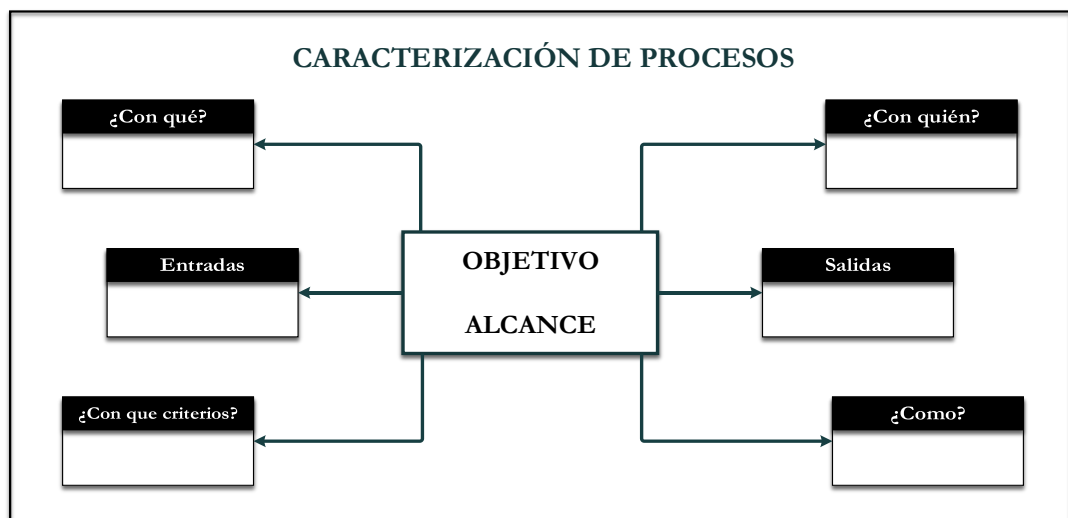 CARACTERIZACIÓN DE PROCESOS
¿Con qué?
¿Con quién?
Entradas
OBJETIVO
ALCANCE
Salidas
¿Con que criterios?
¿Como?